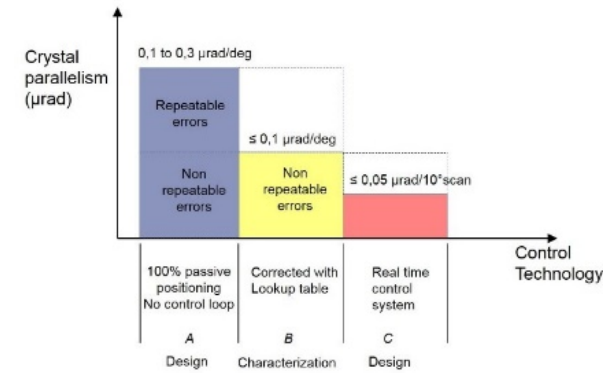 Crystal
parallelism
(µrad)
0,1 to 0,3 µrad/deg
Repeatable
errors
≤ 0,1 µrad/deg
Non
repeatable
errors
Non
repeatable
errors
≤ 0,05 µrad/10°scan
Control
Technology
100% passive
positioning
No control loop
Corrected with
Lookup table
Real time
control
system
A
B
C
Design
Characterization
Design